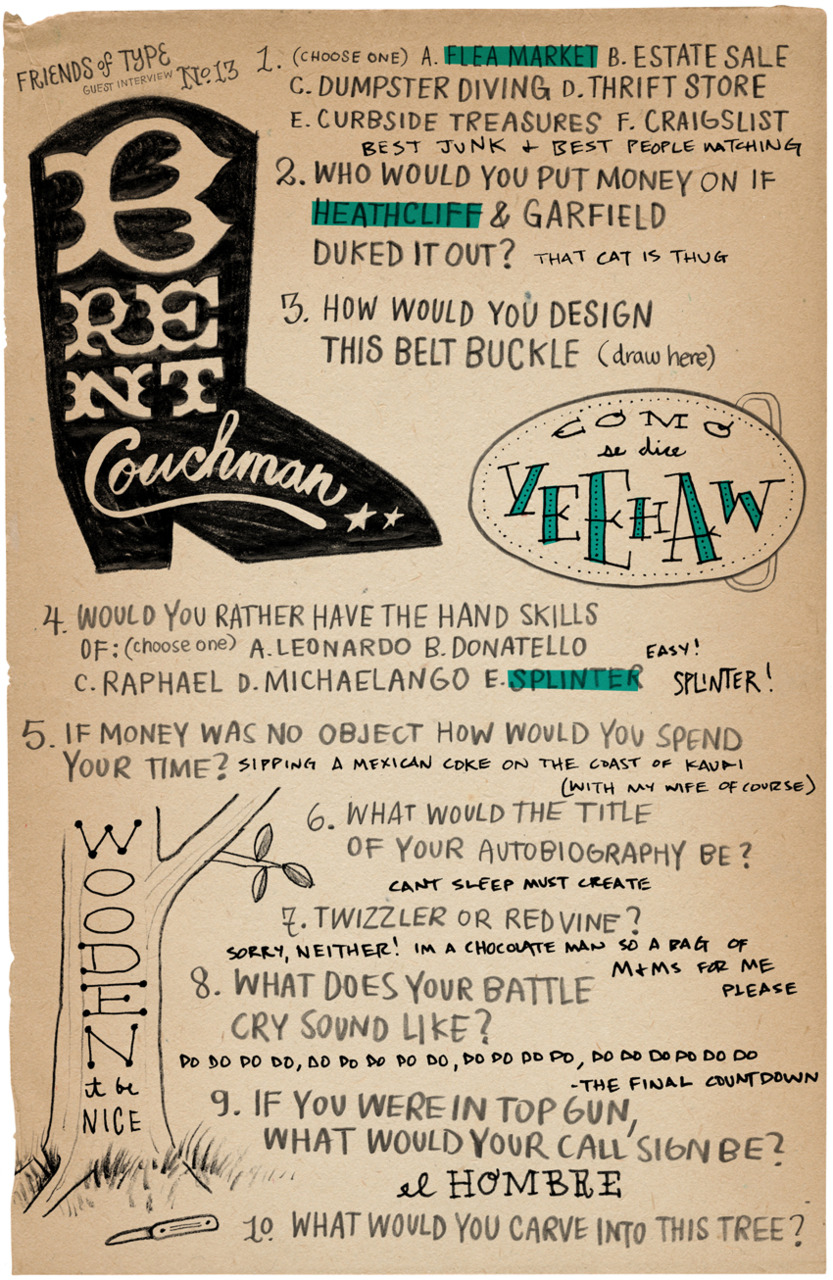 FRIENDS of TYPE
GUEST INTERVIEW No. 13
BRENT
Couchman
1. (CHOOSE ONE) A. FLEA MARKET B. ESTATE SALE
C. DUMPSTER DIVING D. THRIFT STORE
E. CURBSIDE TREASURES F. CRAIGSLIST
BEST JUNK + BEST PEOPLE WATCHING
2. WHO WOULD YOU PUT MONEY ON IF
HEATHCLIFF & GARFIELD
DUKED IT OUT? THAT CAT IS THUG
3. HOW WOULD YOU DESIGN
THIS BELT BUCKLE (draw here)
COMO
se dice
YEEHAW
4. WOULD YOU RATHER HAVE THE HAND SKILLS
OF: (choose one) A. LEONARDO B. DONATELLO
C. RAPHAEL D. MICHAELANGO E. SPLINTER
EASY!
SPLINTER!
5. IF MONEY WAS NO OBJECT HOW WOULD YOU SPEND
YOUR TIME? SIPPING A MEXICAN COKE ON THE COAST OF KAUAI
(WITH MY WIFE OF COURSE)
6. WHAT WOULD THE TITLE
OF YOUR AUTOBIOGRAPHY BE?
CANT SLEEP MUST CREATE
7. TWIZZLER OR REDVINE?
SORRY, NEITHER! IM A CHOCOLATE MAN SO A BAG OF
M+MS FOR ME
PLEASE
8. WHAT DOES YOUR BATTLE
CRY SOUND LIKE?
DO DO DO DO, DO DO DO DO DO, DO DO DO DO, DO DO DO DO DO DO
-THE FINAL COUNTDOWN
9. IF YOU WERE IN TOP GUN,
WHAT WOULD YOUR CALL SIGN BE?
el HOMBRE
10. WHAT WOULD YOU CARVE INTO THIS TREE?
WOODEN
it be
NICE